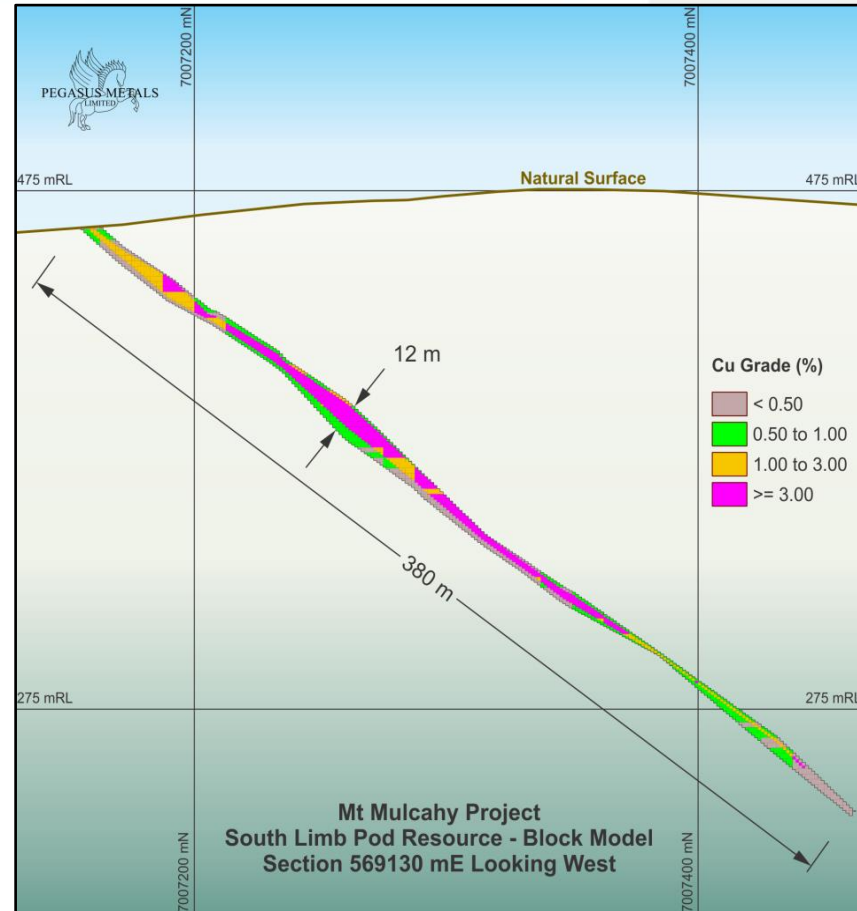 7007200 mN
7007400 mN
PEGASUS METALS
LIMITED
475 mRL
Natural Surface
475 mRL
12 m
Cu Grade (%)
< 0.50
0.50 to 1.00
1.00 to 3.00
>= 3.00
380 m
275 mRL
275 mRL
Mt Mulcahy Project
South Limb Pod Resource - Block Model
Section 569130 mE Looking West
7007200 mN
7007400 mN